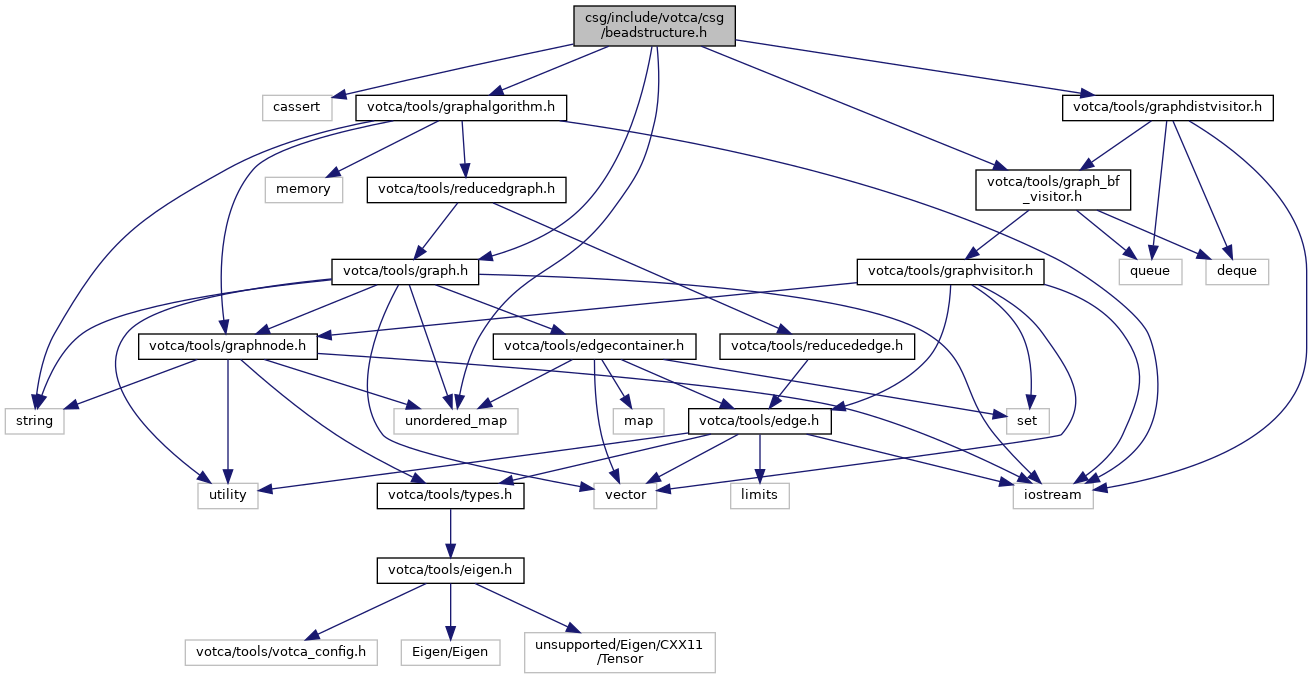 csg/include/votca/csg
/beadstructure.h
cassert
votca/tools/graphalgorithm.h
votca/tools/graphdistvisitor.h
memory
votca/tools/reducedgraph.h
votca/tools/graph_bf
_visitor.h
votca/tools/graph.h
votca/tools/graphvisitor.h
queue
deque
votca/tools/graphnode.h
votca/tools/edgecontainer.h
votca/tools/reducededge.h
string
unordered_map
map
votca/tools/edge.h
set
utility
votca/tools/types.h
vector
limits
iostream
votca/tools/eigen.h
votca/tools/votca_config.h
Eigen/Eigen
unsupported/Eigen/CXX11
/Tensor